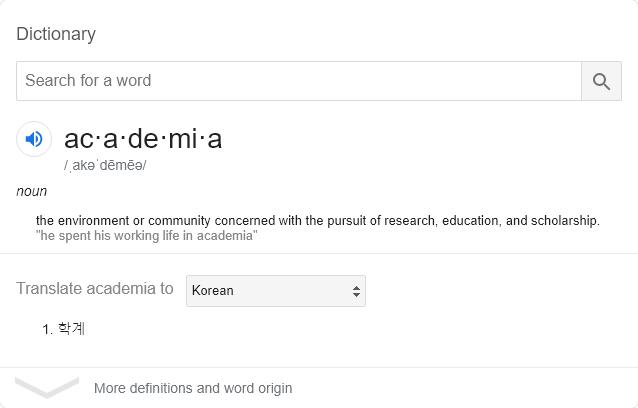 Dictionary
Search for a word
ac·a·de·mi·a
/ˌakəˈdēmēə/
noun
the environment or community concerned with the pursuit of research, education, and scholarship.
"he spent his working life in academia"
Translate academia to Korean
1. 학계
More definitions and word origin